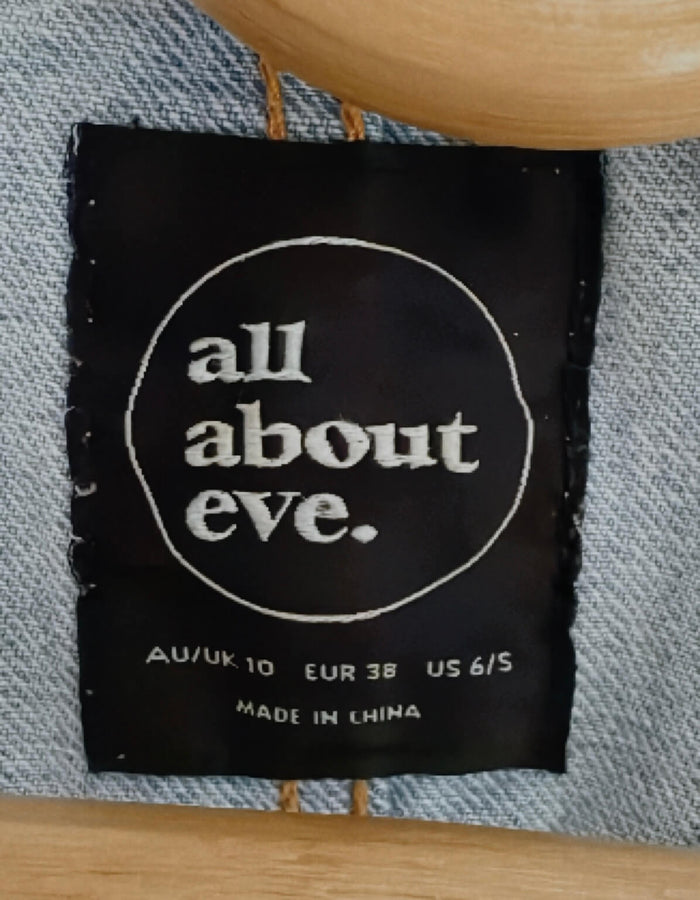 all
about
eve.
AU/UK 10 EUR 38 US 6/S
MADE IN CHINA